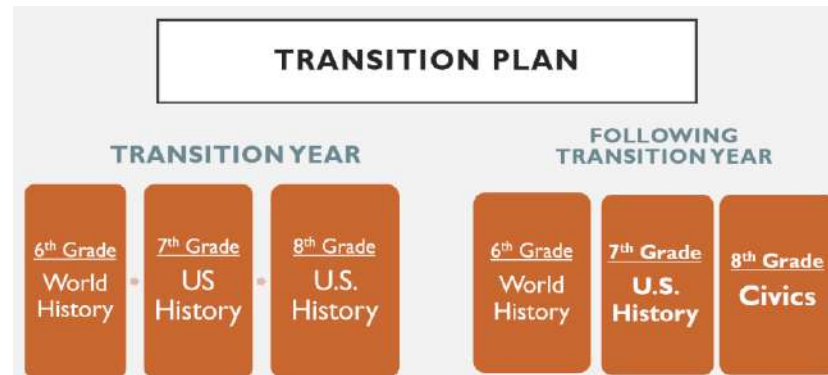 TRANSITION PLAN
TRANSITION YEAR
6th Grade
World
History
7th Grade
US
History
8th Grade
U.S.
History
FOLLOWING
TRANSITION YEAR
6th Grade
World
History
7th Grade
U.S.
History
8th Grade
Civics